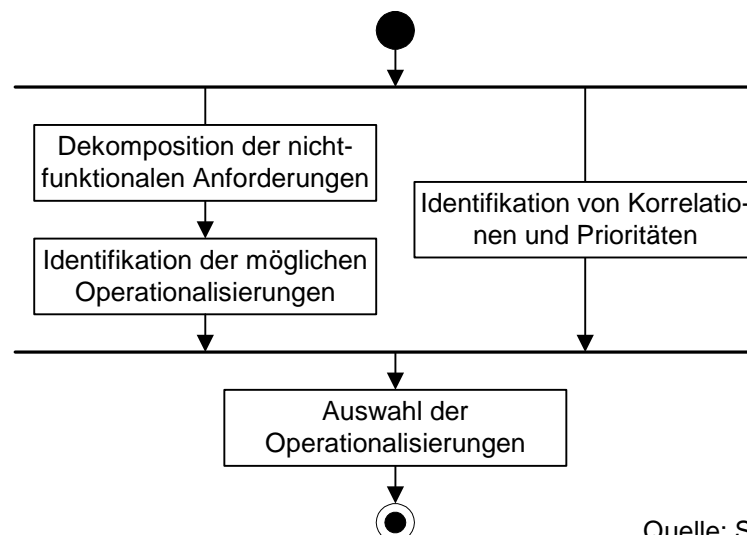 Dekomposition der nicht-
funktionalen Anforderungen
Identifikation von Korrelatio-
nen und Prioritäten
Identifikation der möglichen
Operationalisierungen
Auswahl der
Operationalisierungen
Quelle: S